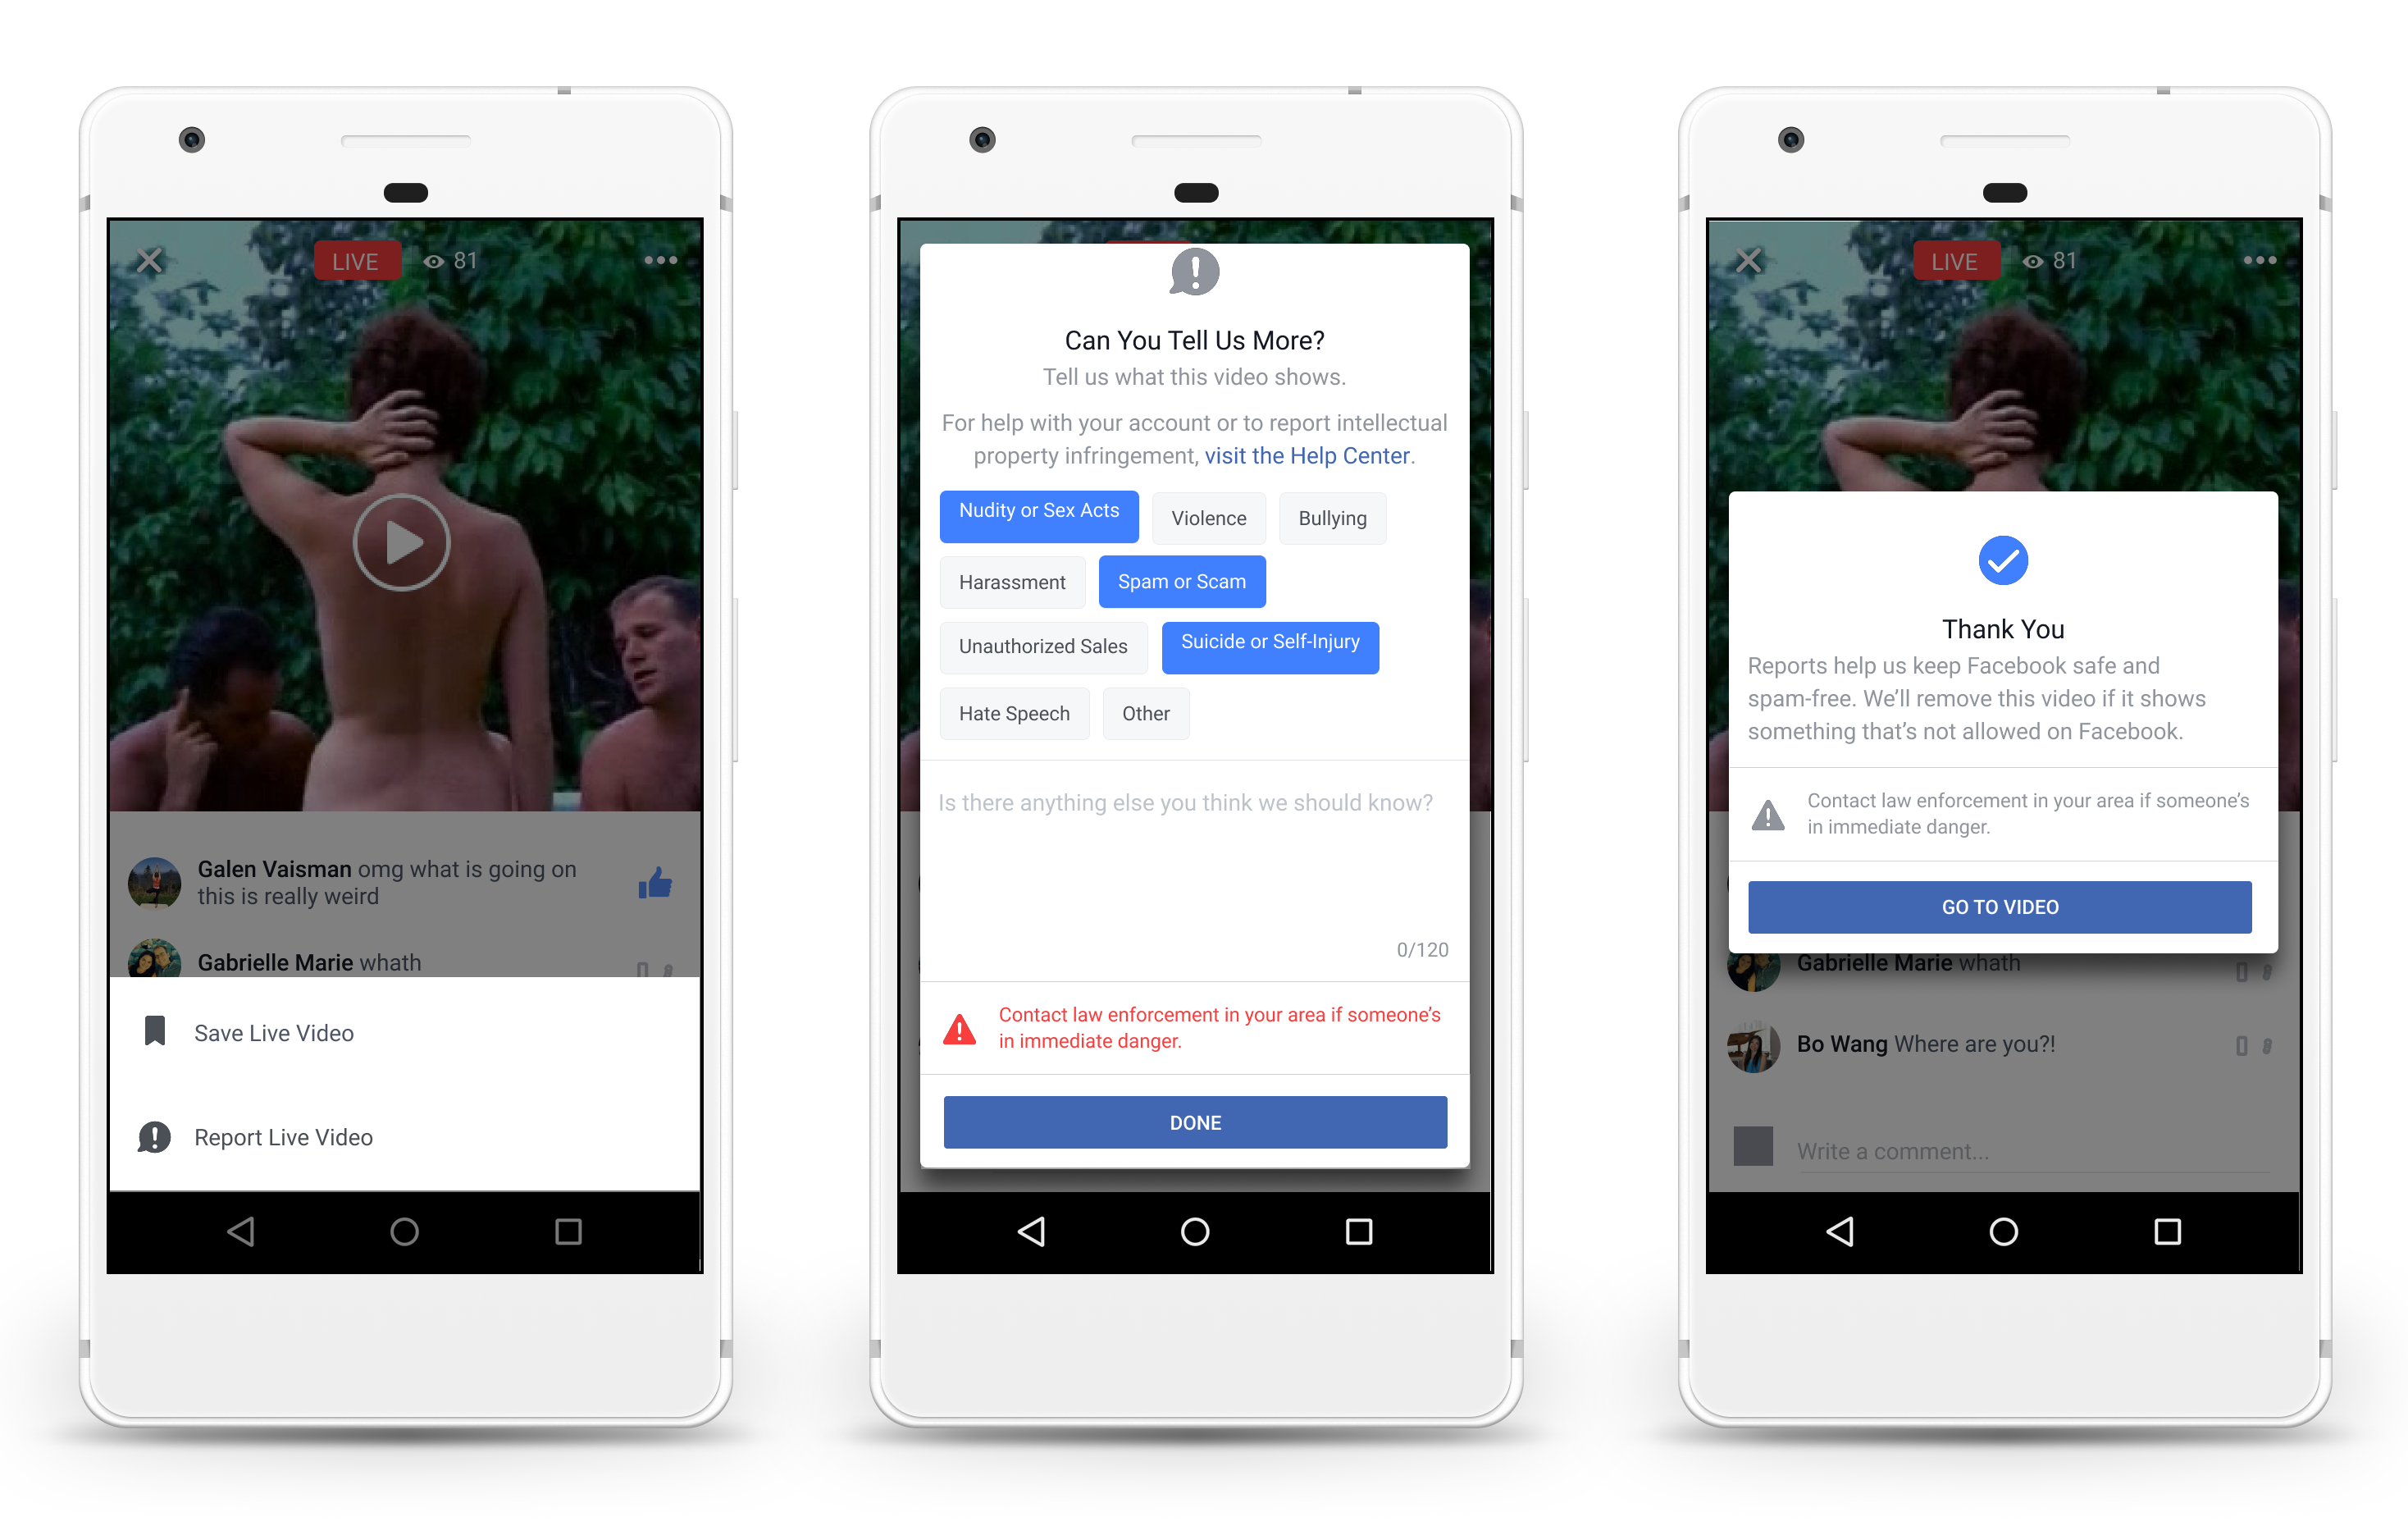 LIVE 81
Galen Vaisman omg what is going on
this is really weird
Gabrielle Marie whath
Save Live Video
Report Live Video
Can You Tell Us More?
Tell us what this video shows.
For help with your account or to report intellectual
property infringement, visit the Help Center.
Nudity or Sex Acts Violence Bullying
Harassment Spam or Scam
Unauthorized Sales Suicide or Self-Injury
Hate Speech Other
Is there anything else you think we should know?
0/120
Contact law enforcement in your area if someone’s
in immediate danger.
DONE
LIVE 81
Thank You
Reports help us keep Facebook safe and
spam-free. We’ll remove this video if it shows
something that’s not allowed on Facebook.
Contact law enforcement in your area if someone’s
in immediate danger.
GO TO VIDEO
Gabrielle Marie whath
Bo Wang Where are you?!
Write a comment...